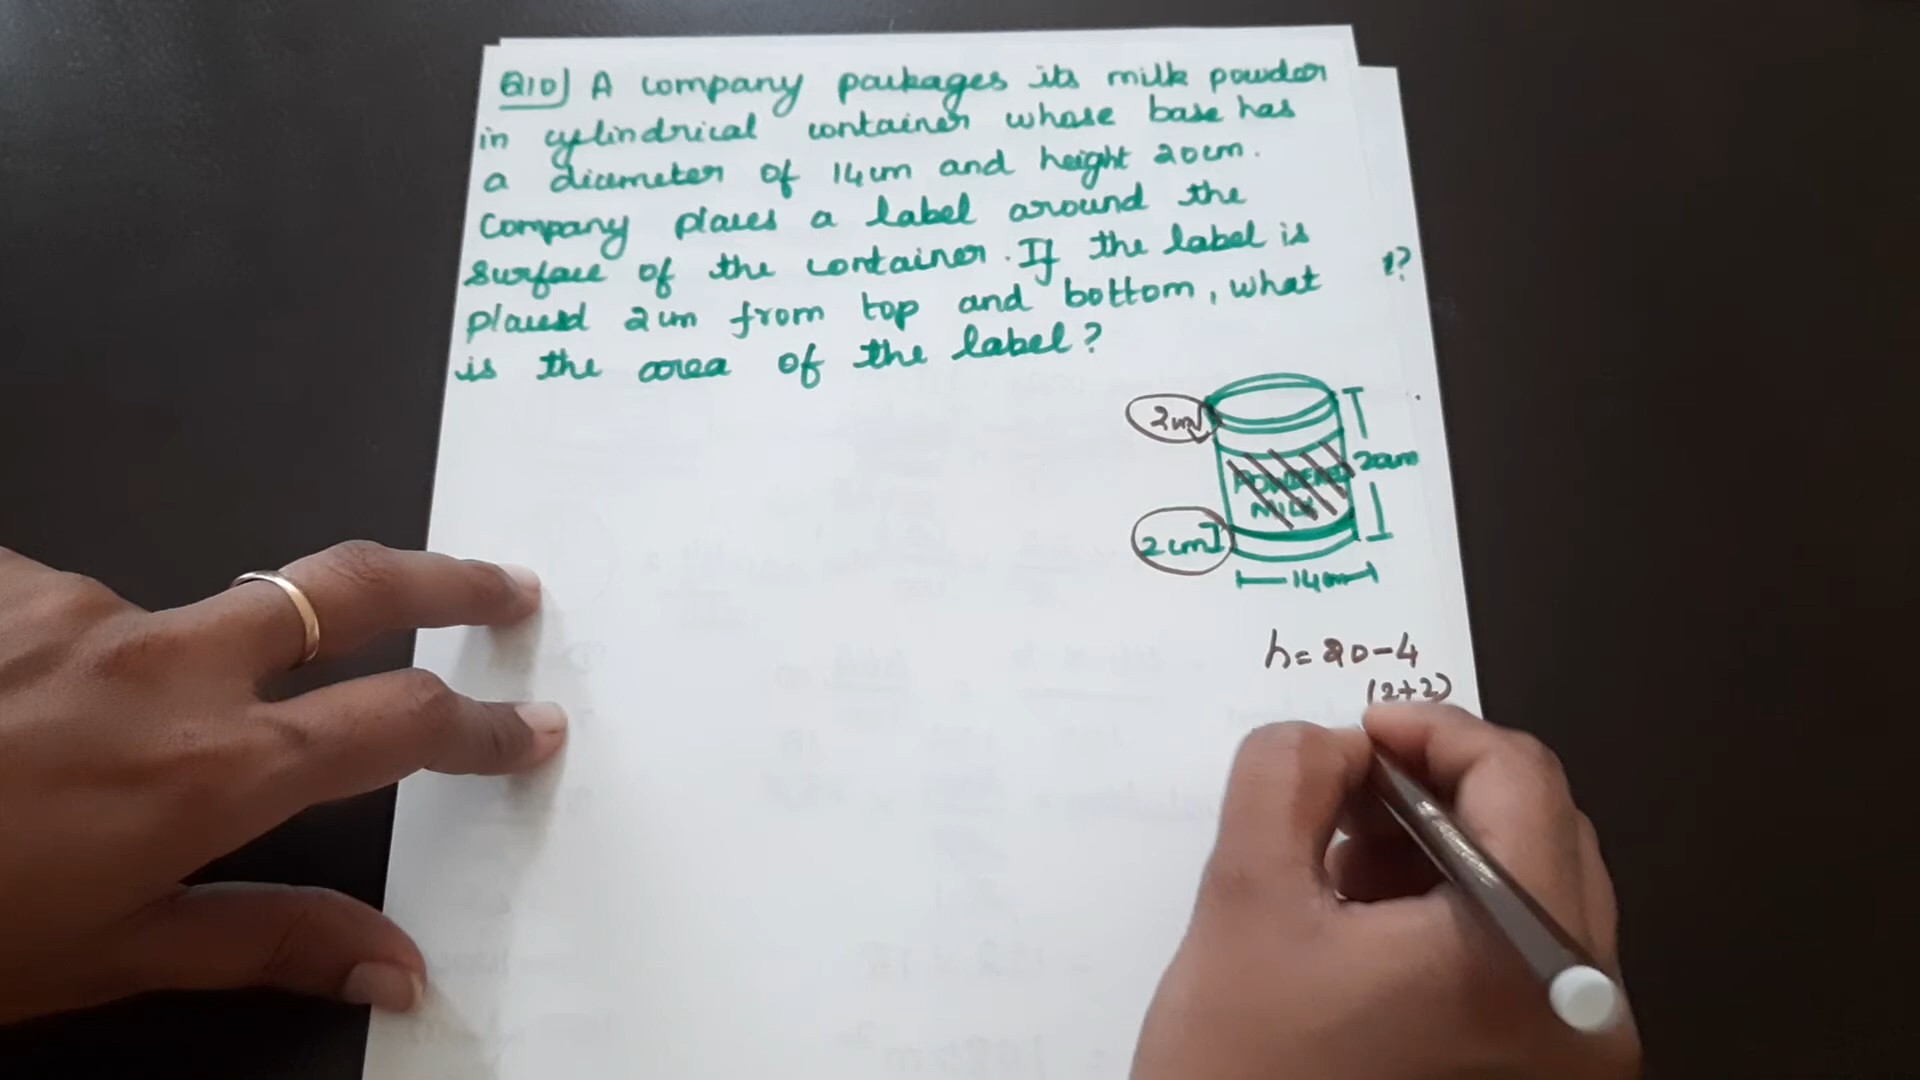 Q10) A company packages its milk powder
in cylindrical container whose base has
a diameter of 14cm and height 20cm.
Company places a label around the
surface of the container. If the label is
placed 2cm from top and bottom, what
is the area of the label?
?
2cm
20cm
POWDERED
MILK
2cm
14cm
h = 20-4
(2+2)